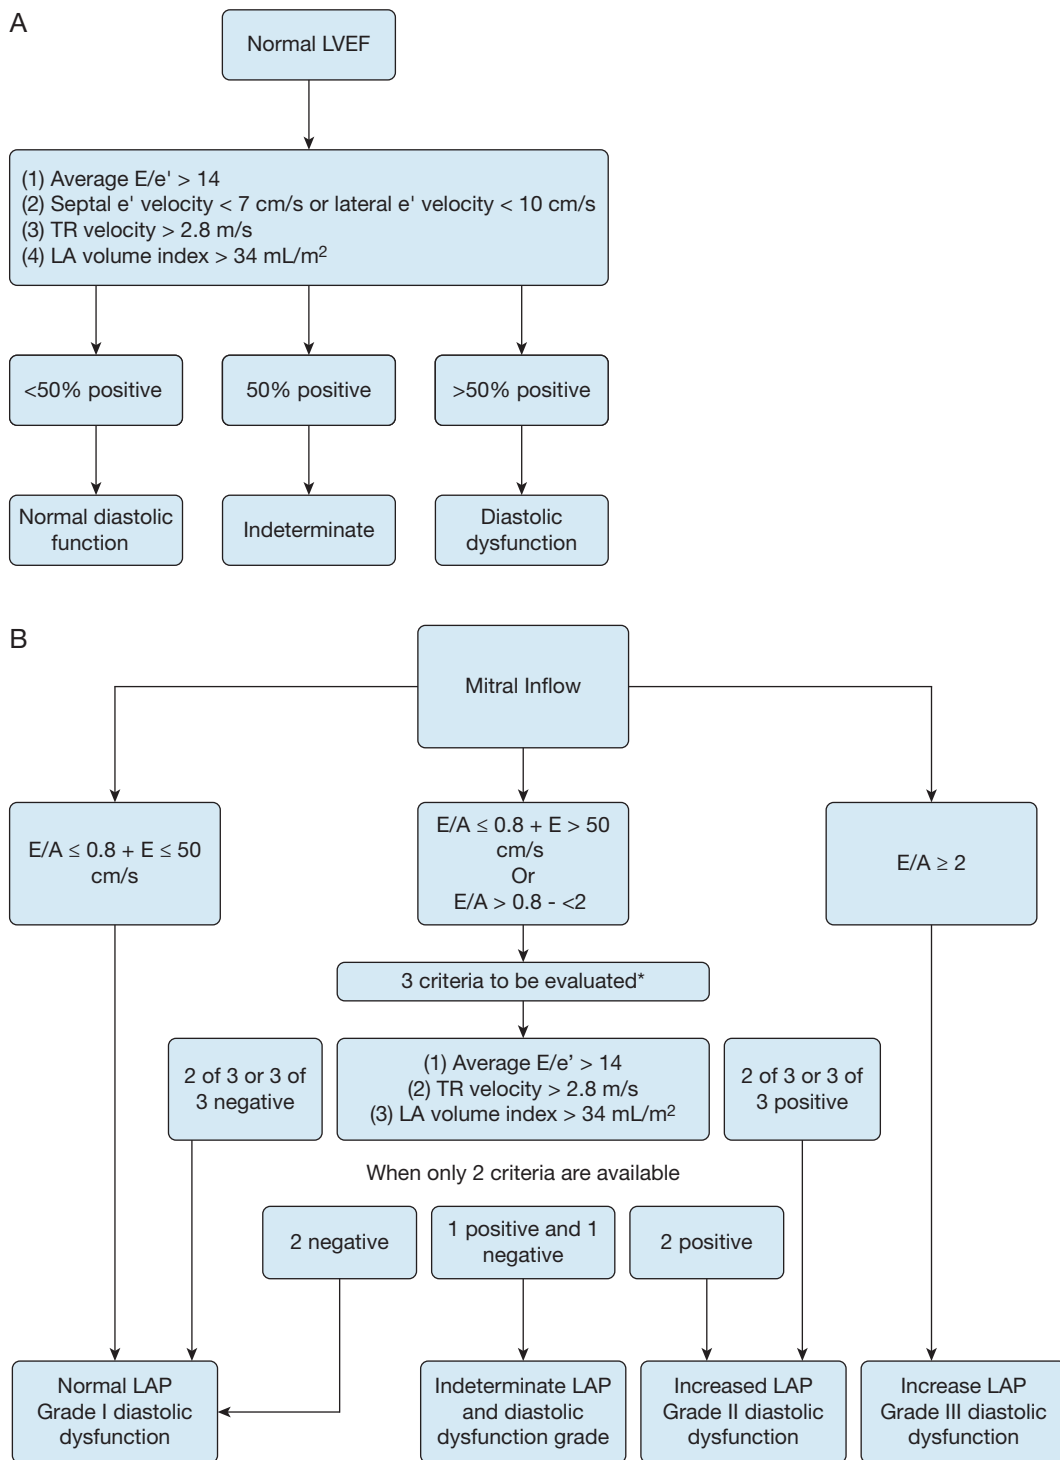 A
Normal LVEF
(1) Average E/e' > 14
(2) Septal e' velocity < 7 cm/s or lateral e' velocity < 10 cm/s
(3) TR velocity > 2.8 m/s
(4) LA volume index > 34 mL/m²
<50% positive
50% positive
>50% positive
Normal diastolic
function
Indeterminate
Diastolic
dysfunction
B
Mitral Inflow
E/A ≤ 0.8 + E ≤ 50
cm/s
E/A ≤ 0.8 + E > 50
cm/s
Or
E/A > 0.8 - <2
E/A ≥ 2
3 criteria to be evaluated*
2 of 3 or 3 of
3 negative
(1) Average E/e’ > 14
(2) TR velocity > 2.8 m/s
(3) LA volume index > 34 mL/m²
2 of 3 or 3 of
3 positive
When only 2 criteria are available
2 negative
1 positive and 1
negative
2 positive
Normal LAP
Grade I diastolic
dysfunction
Indeterminate LAP
and diastolic
dysfunction grade
Increased LAP
Grade II diastolic
dysfunction
Increase LAP
Grade III diastolic
dysfunction